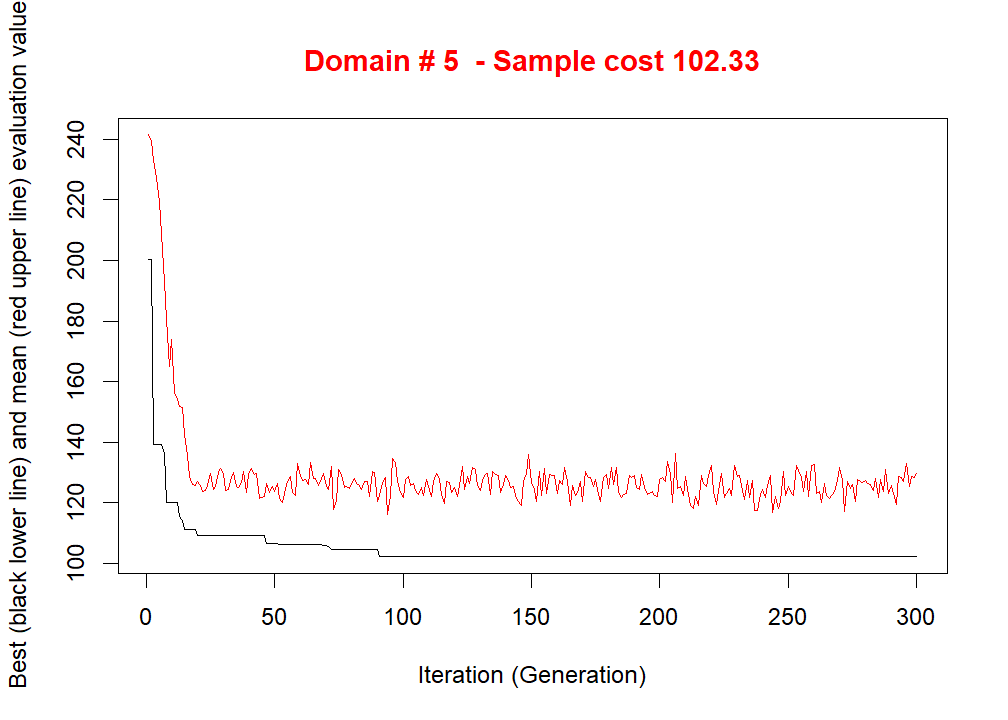 Domain # 5  - Sample cost 102.33
Best (black lower line) and mean (red upper line) evaluation value
240
220
200
180
160
140
120
100
0 50 100 150 200 250 300
Iteration (Generation)